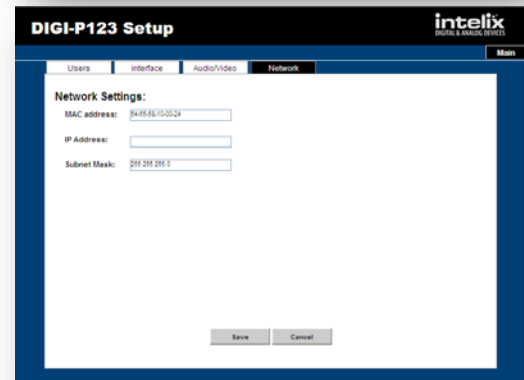 DIGI-P123 Setup
intelix
DIGITAL & ANALOG DEVICES
Main
Users Interface Audio/Video Network
Network Settings:
MAC address:
IP Address:
Subnet Mask: 255.255.255.0
Save Cancel